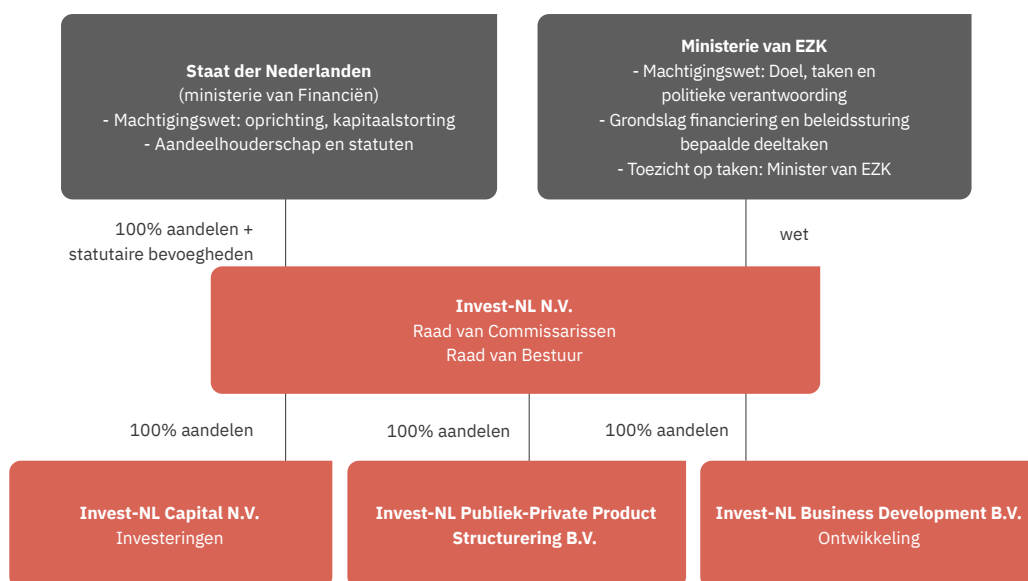 Staat der Nederlanden
(ministerie van Financiën)
- Machtigingswet: oprichting, kapitaalstorting
- Aandeelhouderschap en statuten
Ministerie van EZK
- Machtigingswet: Doel, taken en
politieke verantwoording
- Grondslag financiering en beleidssturing
bepaalde deeltaken
- Toezicht op taken: Minister van EZK
100% aandelen +
statutaire bevoegheden
wet
Invest-NL N.V.
Raad van Commissarissen
Raad van Bestuur
100% aandelen
100% aandelen
100% aandelen
Invest-NL Capital N.V.
Investeringen
Invest-NL Publiek-Private Product
Structurering B.V.
Invest-NL Business Development B.V.
Ontwikkeling